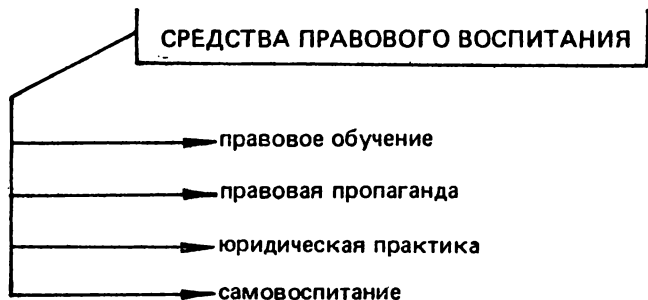 СРЕДСТВА ПРАВОВОГО ВОСПИТАНИЯ
правовое обучение
правовая пропаганда
юридическая практика
самовоспитание